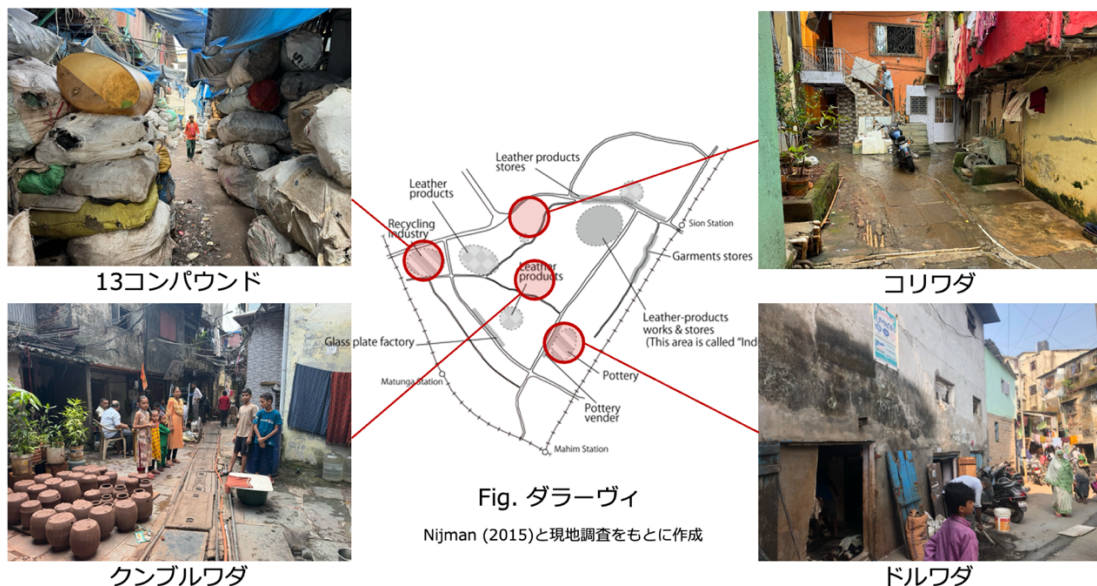 13コンパウンド
コリワダ
Leather products
stores
Leather
products
Recycling
industry
Sion Station
Garments stores
Leather
products
Leather-products
works & stores
(This area is called "Ind
Glass plate factory
Matunga Station
Pottery
Pottery
vender
Mahim Station
Fig. ダラーヴィ
Nijman (2015)と現地調査をもとに作成
クンブルワダ
ドルワダ